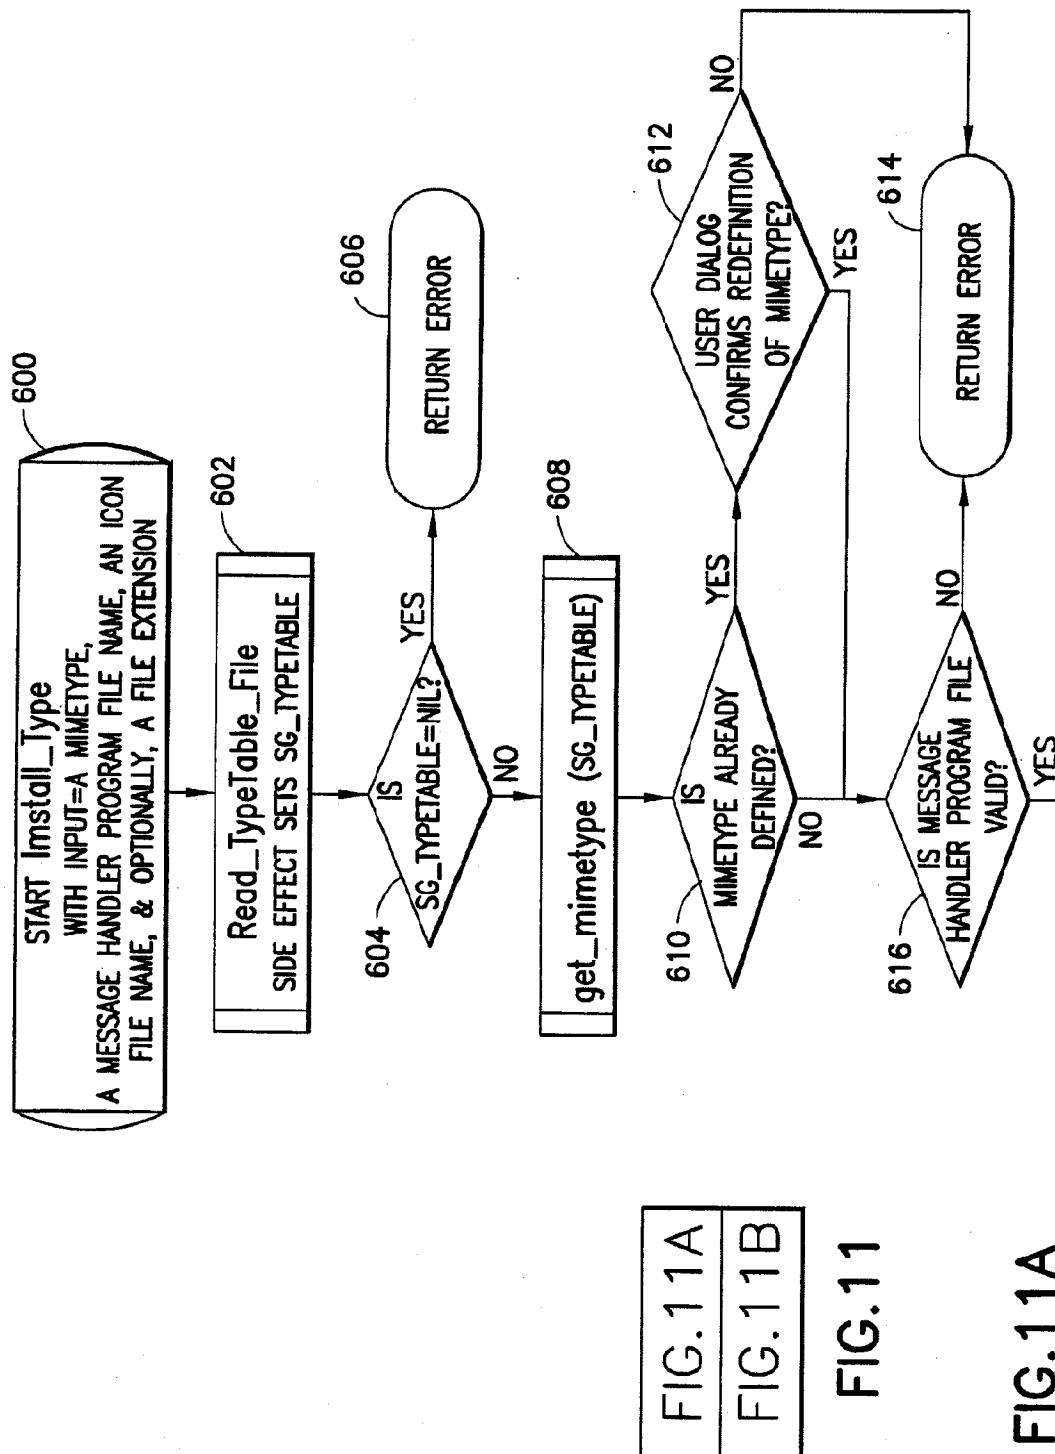 START Imstall_Type
WITH INPUT=A MIMETYPE,
A MESSAGE HANDLER PROGRAM FILE NAME, AN ICON
FILE NAME, & OPTIONALLY, A FILE EXTENSION
600
Read_TypeTable_File
SIDE EFFECT SETS SG_TYPETABLE
602
IS
SG_TYPETABLE=NIL?
604
YES
NO
RETURN ERROR
606
get_mimetype (SG_TYPETABLE)
608
IS
MIMETYPE ALREADY
DEFINED?
610
YES
NO
USER DIALOG
CONFIRMS REDEFINITION
OF MIMETYPE?
612
NO
YES
IS MESSAGE
HANDLER PROGRAM FILE
VALID?
616
NO
YES
RETURN ERROR
614
FIG.11A
FIG.11B
FIG.11
FIG.11A